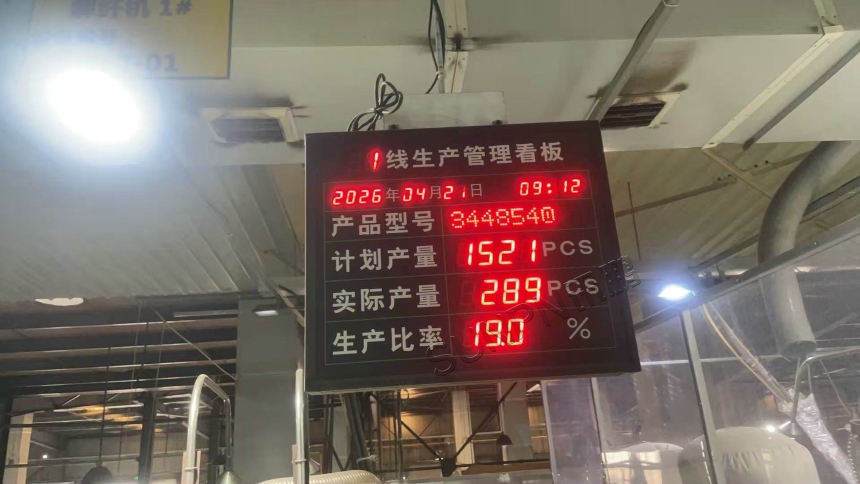 1#
-01
1线生产管理看板
2026年04月21日 09:12
产品型号 3448540
计划产量 1521 PCS
实际产量 289 PCS
生产比率 19.0 %